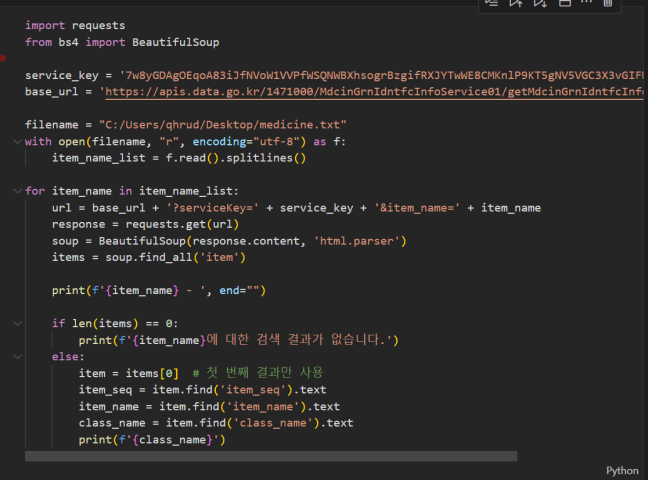 import requests
from bs4 import BeautifulSoup
service_key = '7w8yGDAgOEqoA83iJfNVoW1VVPfWSQNWBXhsogrBzgifRXJYTwWE8CMKnlP9KT5gNV5VGC3X3vGIFU
base_url = 'https://apis.data.go.kr/1471000/MdcinGrnIdntfcInfoService01/getMdcinGrnIdntfcInfo
filename = "C:/Users/qhrud/Desktop/medicine.txt"
with open(filename, "r", encoding="utf-8") as f:
item_name_list = f.read().splitlines()
for item_name in item_name_list:
url = base_url + '?serviceKey=' + service_key + '&item_name=' + item_name
response = requests.get(url)
soup = BeautifulSoup(response.content, 'html.parser')
items = soup.find_all('item')
print(f'{item_name} - ', end="")
if len(items) == 0:
print(f'{item_name}에 대한 검색 결과가 없습니다.')
else:
item = items[0]  # 첫 번째 결과만 사용
item_seq = item.find('item_seq').text
item_name = item.find('item_name').text
class_name = item.find('class_name').text
print(f'{class_name}')
Python